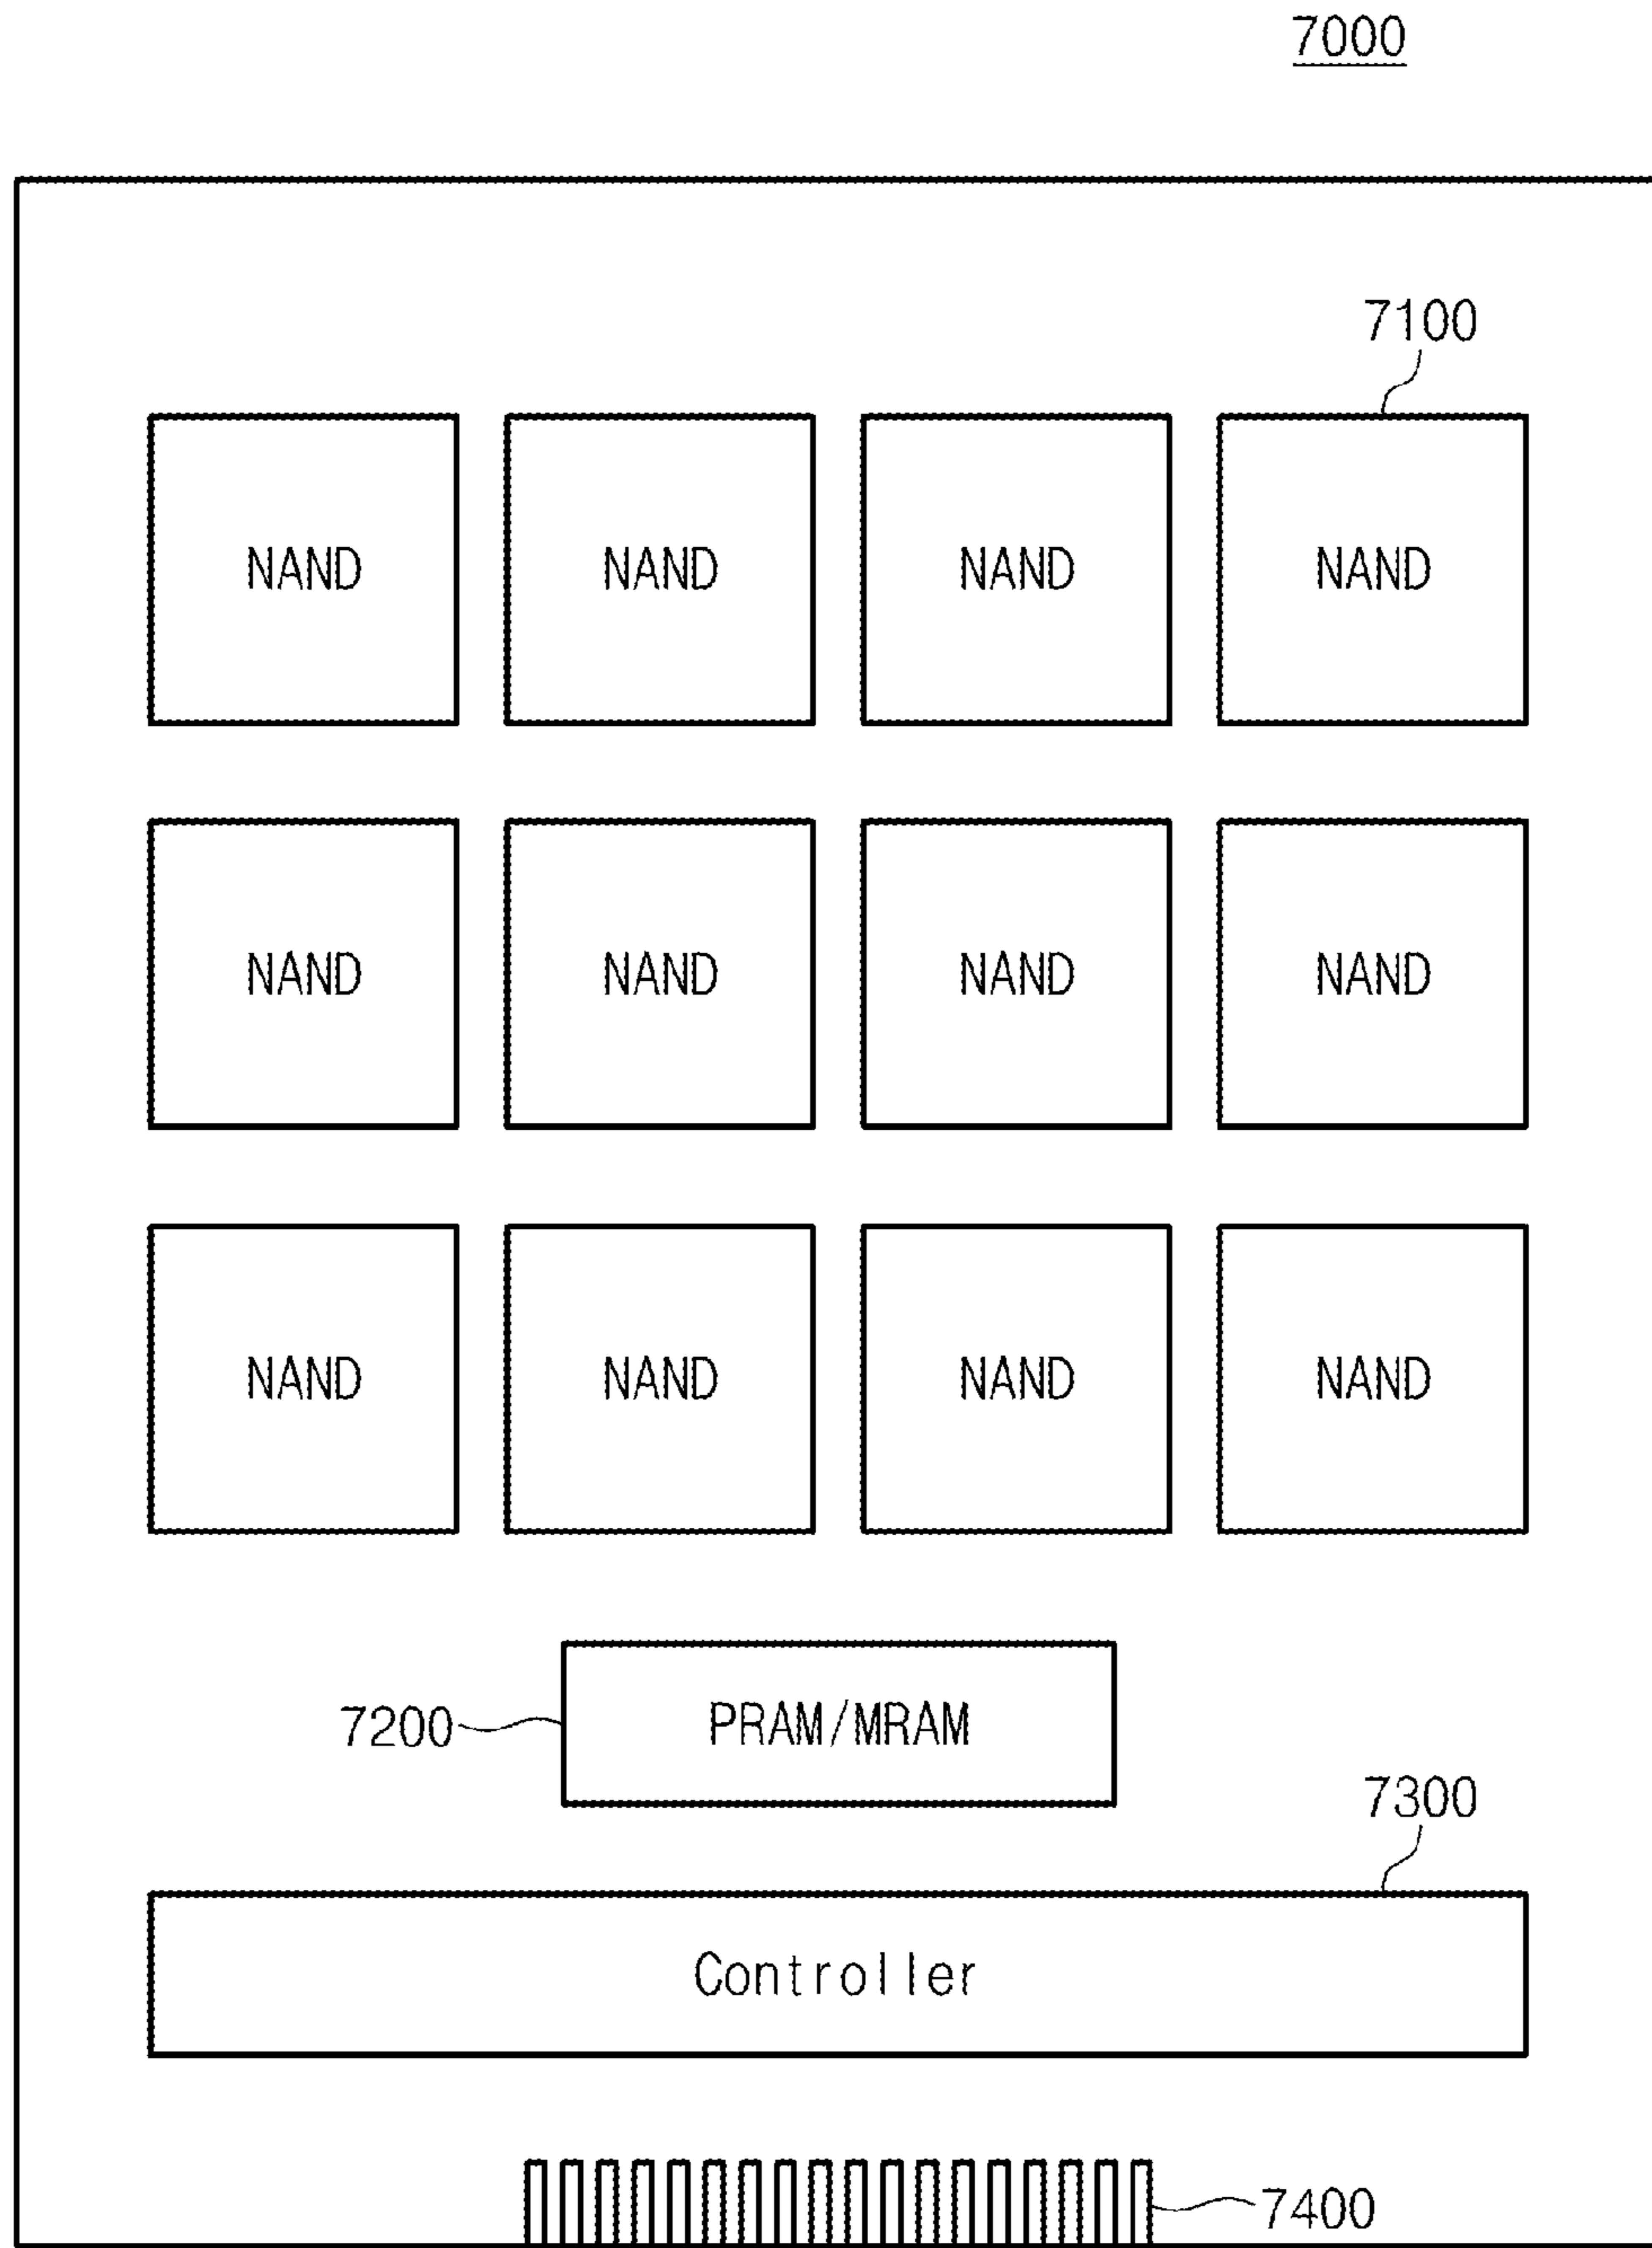 7000
7100
NAND NAND NAND NAND
NAND NAND NAND NAND
NAND NAND NAND NAND
7200 PRAM/MRAM
7300
Controller
7400